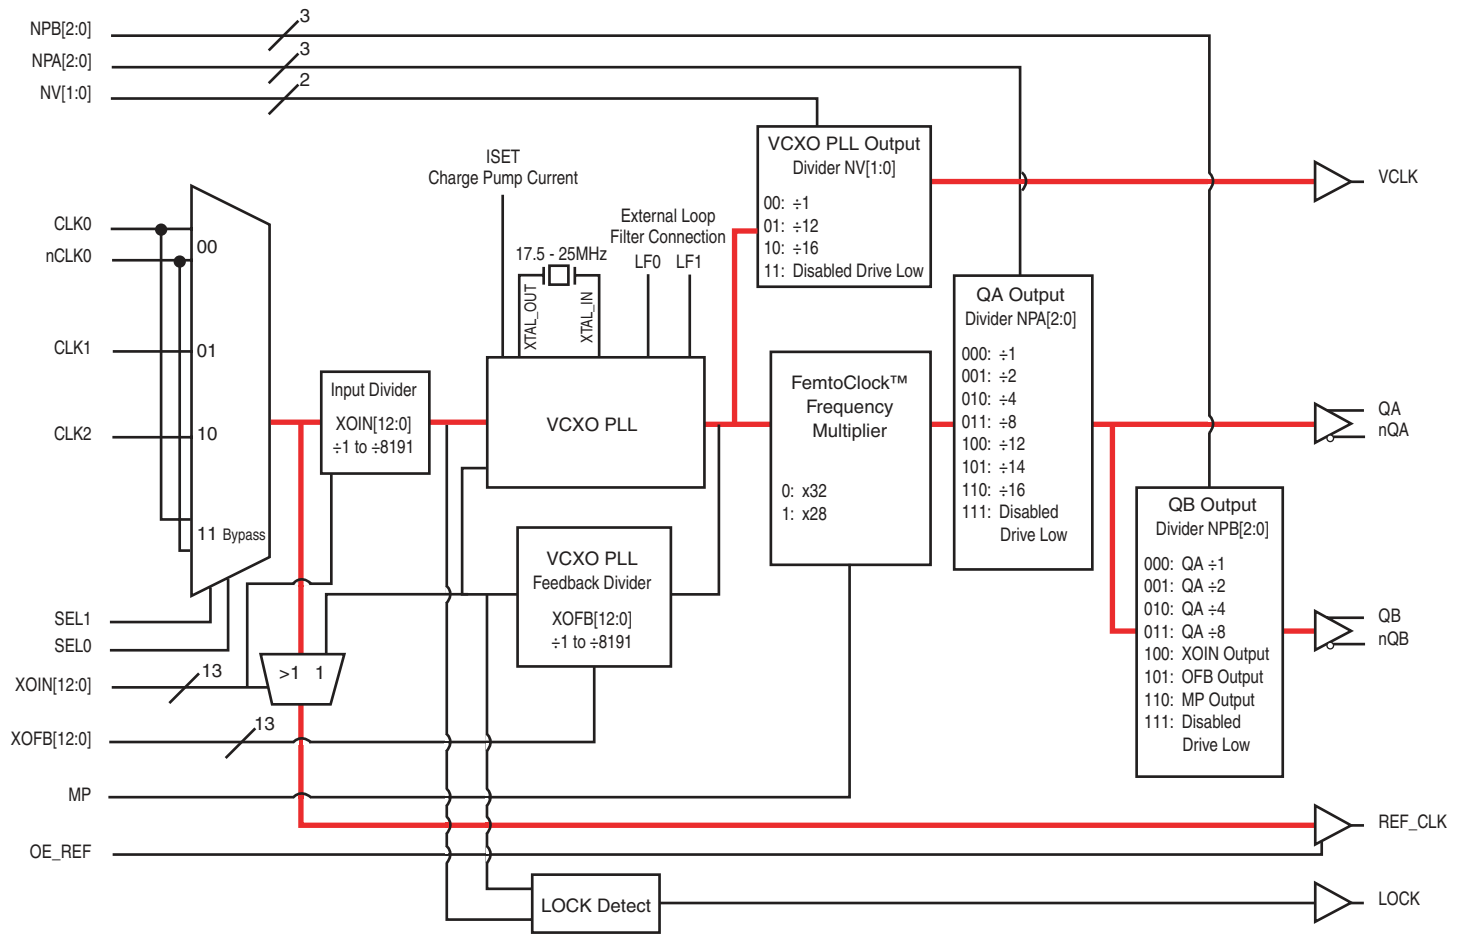 NPB[2:0]
3
NPA[2:0]
3
NV[1:0]
2
VCXO PLL Output
Divider NV[1:0]
00: ÷1
01: ÷12
10: ÷16
11: Disabled Drive Low
VCLK
ISET
Charge Pump Current
External Loop
Filter Connection
LF0 LF1
17.5 - 25MHz
XTAL_OUT
XTAL_IN
CLK0
nCLK0
CLK1
CLK2
00
01
10
11 Bypass
SEL1
SEL0
Input Divider
XOIN[12:0]
÷1 to ÷8191
VCXO PLL
FemtoClock™
Frequency
Multiplier
0: x32
1: x28
QA Output
Divider NPA[2:0]
000: ÷1
001: ÷2
010: ÷4
011: ÷8
100: ÷12
101: ÷14
110: ÷16
111: Disabled
Drive Low
QA
nQA
QB Output
Divider NPB[2:0]
000: QA ÷1
001: QA ÷2
010: QA ÷4
011: QA ÷8
100: XOIN Output
101: OFB Output
110: MP Output
111: Disabled
Drive Low
QB
nQB
VCXO PLL
Feedback Divider
XOFB[12:0]
÷1 to ÷8191
>1 1
XOIN[12:0]
13
XOFB[12:0]
13
MP
OE_REF
REF_CLK
LOCK Detect
LOCK